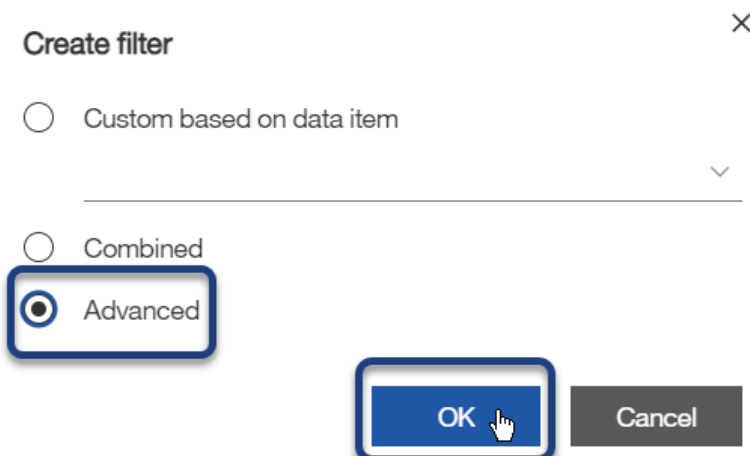 Create filter
Custom based on data item
Combined
Advanced
OK
Cancel